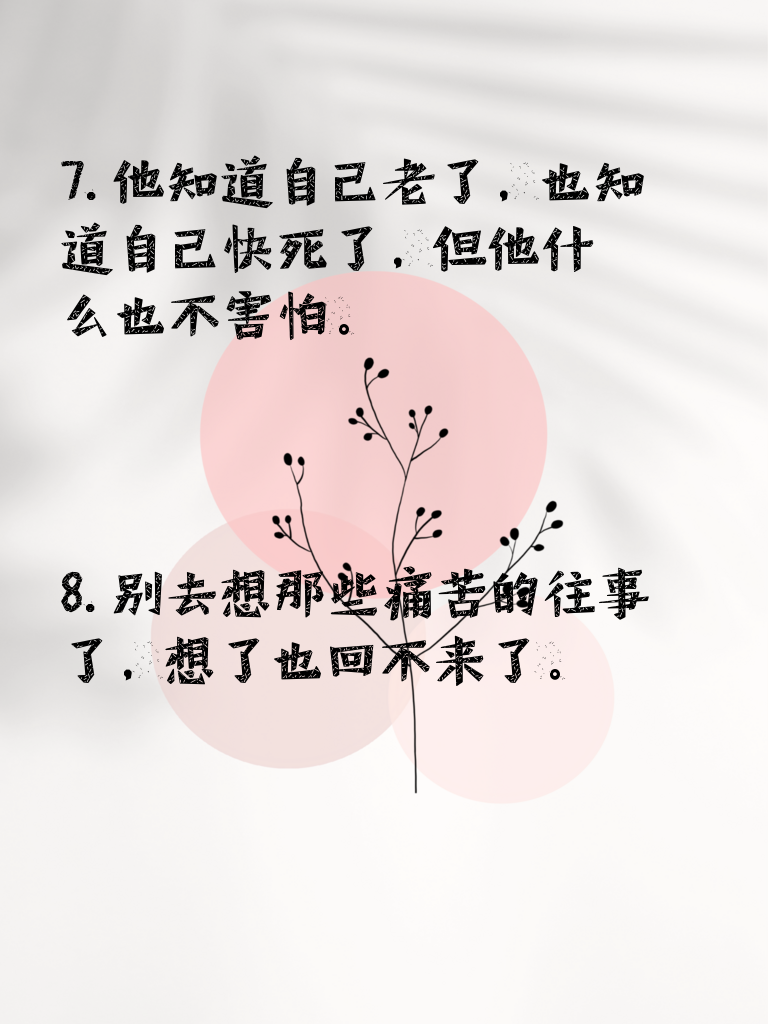 7.他知道自己老了，也知
道自己快死了，但他什
么也不害怕。
8.别去想那些痛苦的往事
了，想了也回不来了。